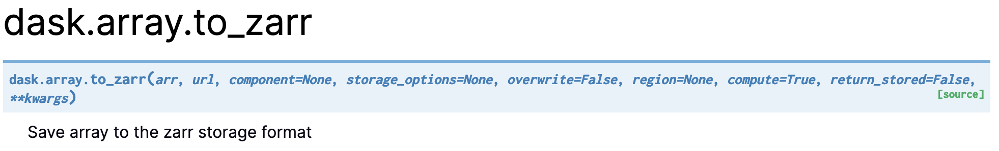 dask.array.to_zarr
dask.array.to_zarr(arr, url, component=None, storage_options=None, overwrite=False, region=None, compute=True, return_stored=False,
**kwargs)
[source]
Save array to the zarr storage format